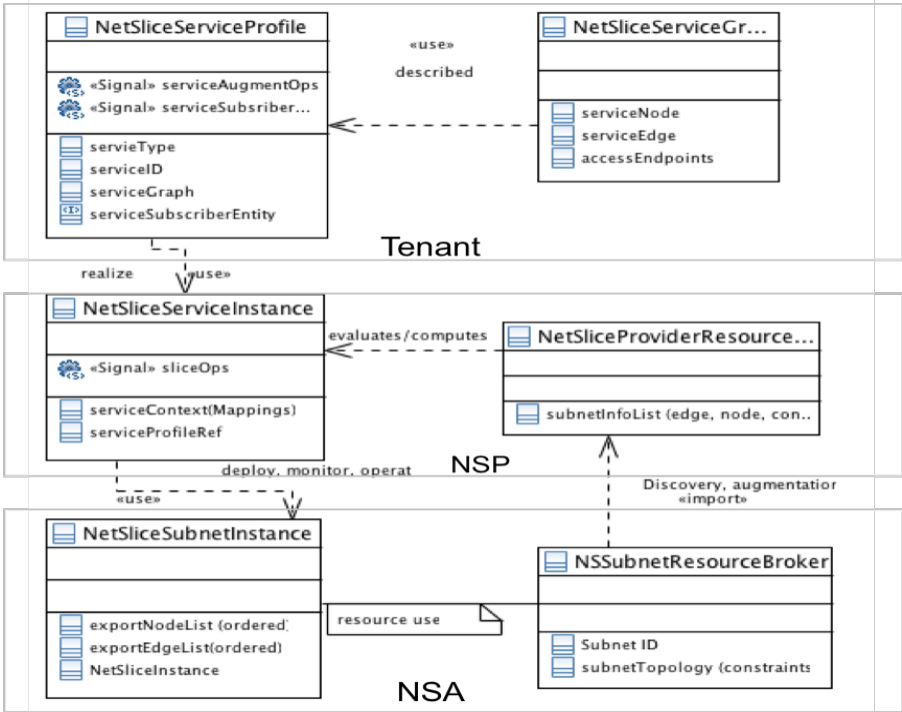 NetSliceServiceProfile
«Signal» serviceAugmentOps
«Signal» serviceSubsriber...
servieType
serviceID
serviceGraph
serviceSubscriberEntity
«use»
described
NetSliceServiceGr...
serviceNode
serviceEdge
accessEndpoints
Tenant
realize
«use»
NetSliceServiceInstance
«Signal» sliceOps
serviceContext(Mappings)
serviceProfileRef
evaluates/computes
NetSliceProviderResource...
subnetInfoList (edge, node, con..
NSP
deploy, monitor, operat
«use»
Discovery, augmentation
«import»
NetSliceSubnetInstance
exportNodeList (ordered)
exportEdgeList(ordered)
NetSliceInstance
resource use
NSSubnetResourceBroker
Subnet ID
subnetTopology (constraints
NSA